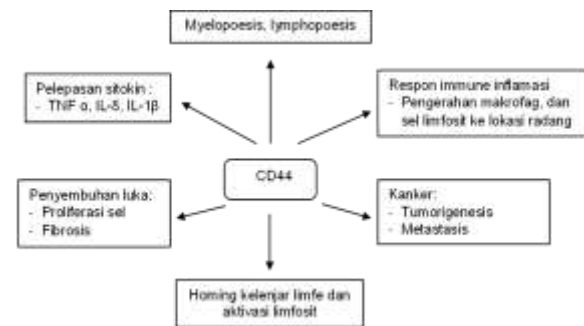 Myelopoesis, lymphopoesis
Pelepasan sitokin :
- TNF α, IL-6, IL-1β
Respon immune inflamasi
- Pengerahan makrofag, dan
sel limfosit ke lokasi radang
CD44
Penyembuhan luka:
- Proliferasi sel
- Fibrosis
Kanker:
- Tumorigenesis
- Metastasis
Homing kelenjar limfe dan
aktivasi limfosit